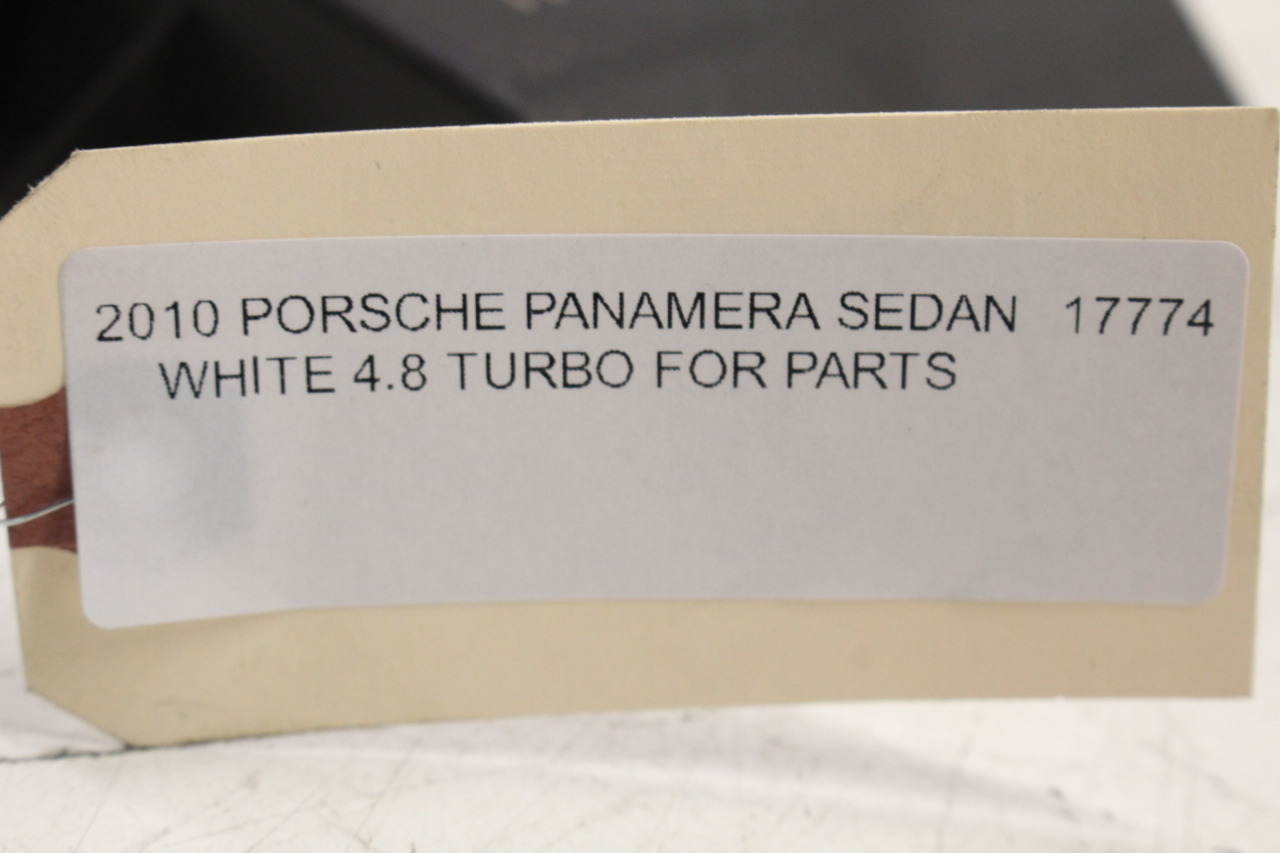 2010 PORSCHE PANAMERA SEDAN 17774
WHITE 4.8 TURBO FOR PARTS